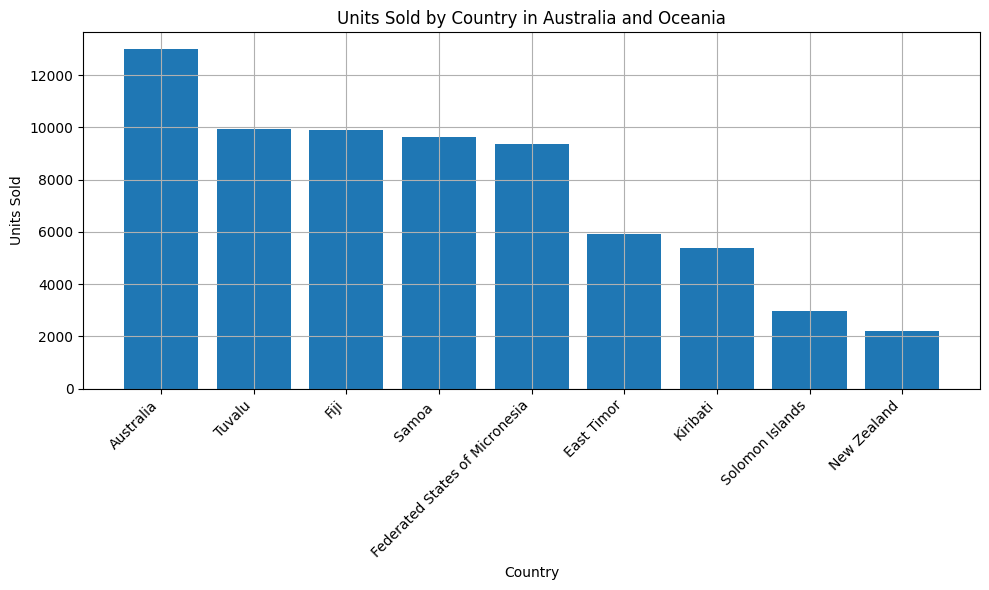 Units Sold by Country in Australia and Oceania
Units Sold
12000
10000
8000
6000
4000
2000
0
Australia
Tuvalu
Fiji
Samoa
Federated States of Micronesia
East Timor
Kiribati
Solomon Islands
New Zealand
Country